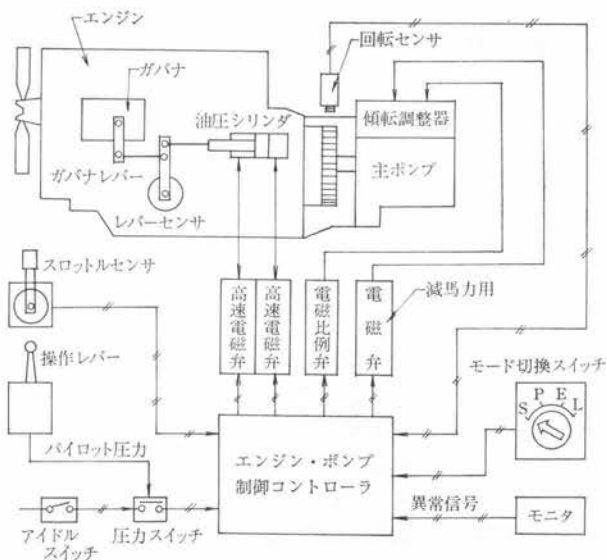 エンジン
ガバナ
回転センサ
油圧シリンダ
傾転調整器
主ポンプ
ガバナレバー
レバーセンサ
スロットルセンサ
高速電磁弁
高速電磁弁
電磁比例弁
電磁弁
減馬力用
操作レバー
モード切換スイッチ
S P E L
パイロット圧力
エンジン・ポンプ
制御コントローラ
異常信号
モニタ
アイドル
スイッチ
圧力スイッチ